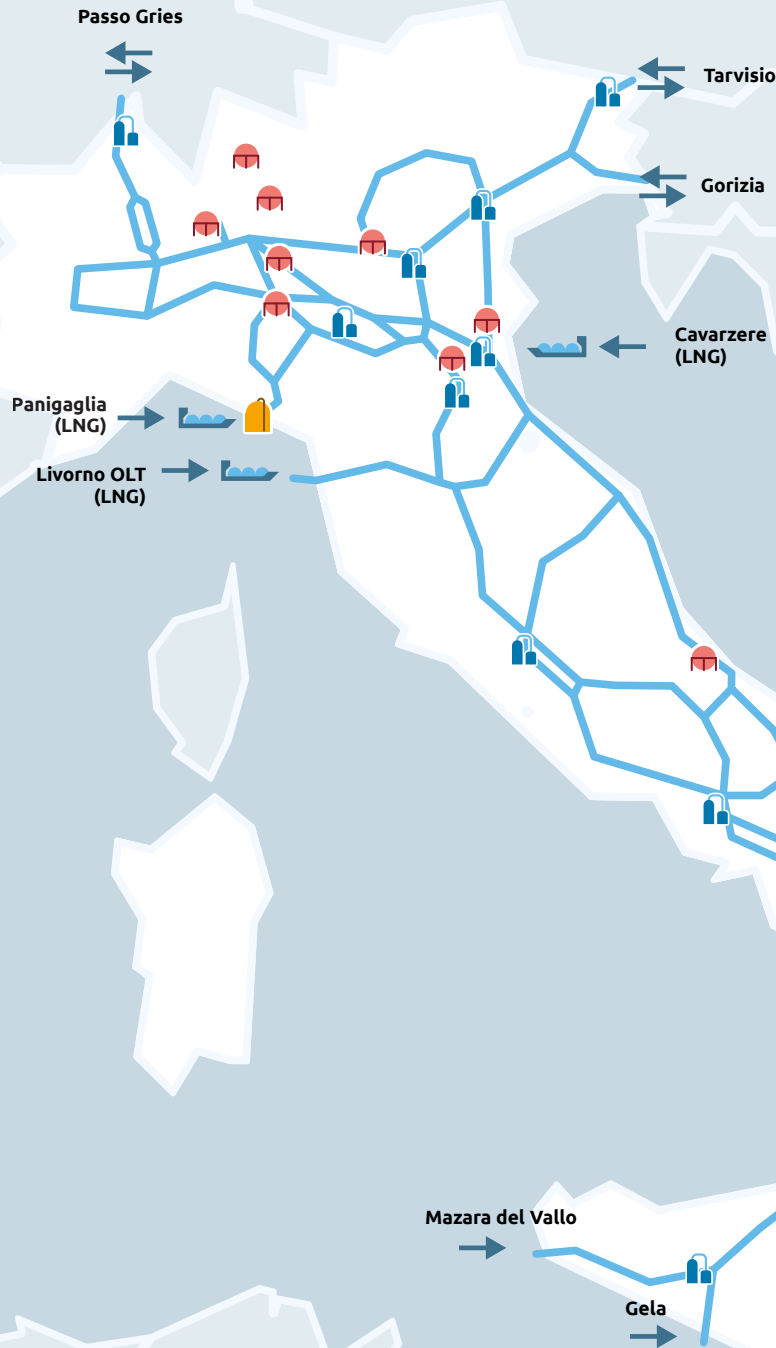 Passo Gries
Tarvisio
Gorizia
Cavarzere
(LNG)
Panigaglia
(LNG)
Livorno OLT
(LNG)
Mazara del Vallo
Gela